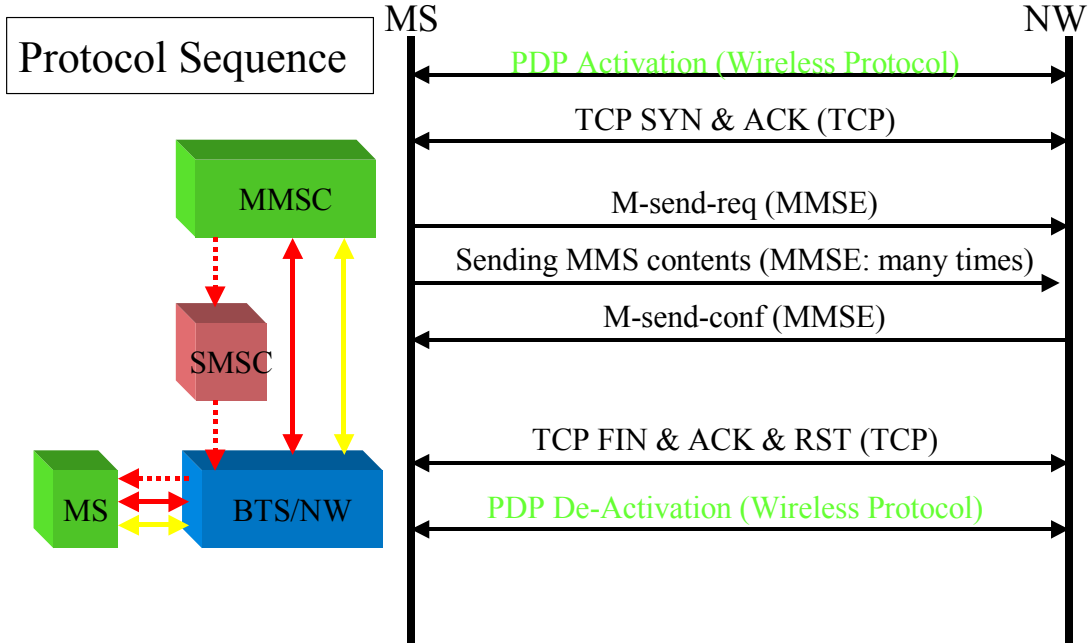 MS
NW
Protocol Sequence
PDP Activation (Wireless Protocol)
TCP SYN & ACK (TCP)
MMSC
M-send-req (MMSE)
Sending MMS contents (MMSE: many times)
M-send-conf (MMSE)
SMSC
TCP FIN & ACK & RST (TCP)
MS
BTS/NW
PDP De-Activation (Wireless Protocol)